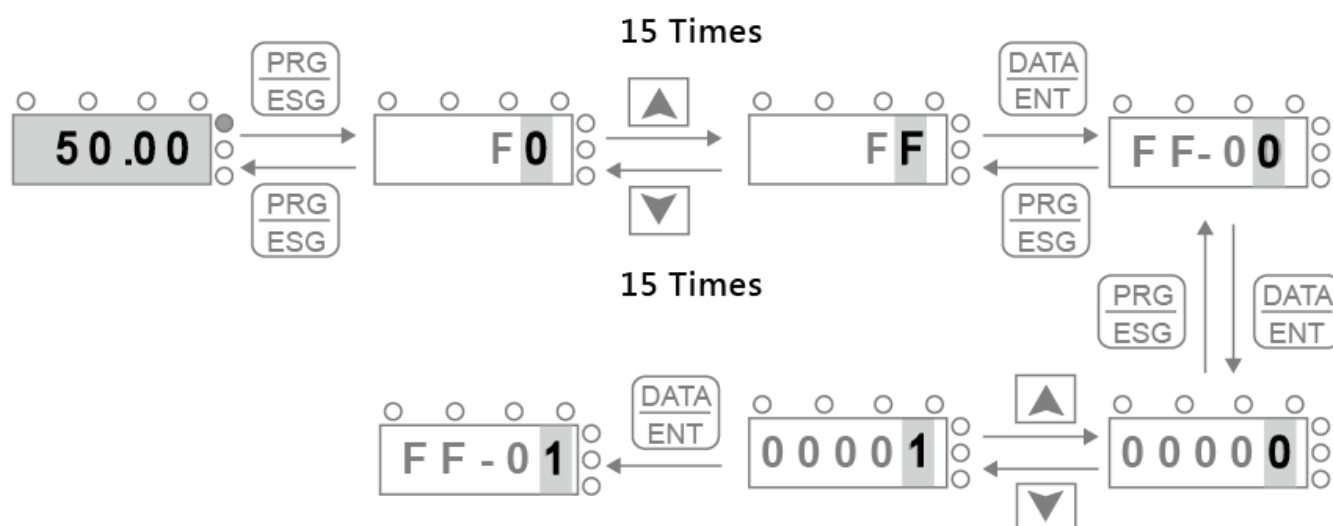 15 Times
PRG
ESG
50.00
PRG
ESG
F0
FF
DATA
ENT
PRG
ESG
FF-00
15 Times
PRG
ESG
DATA
ENT
FF-01
DATA
ENT
00001
00000